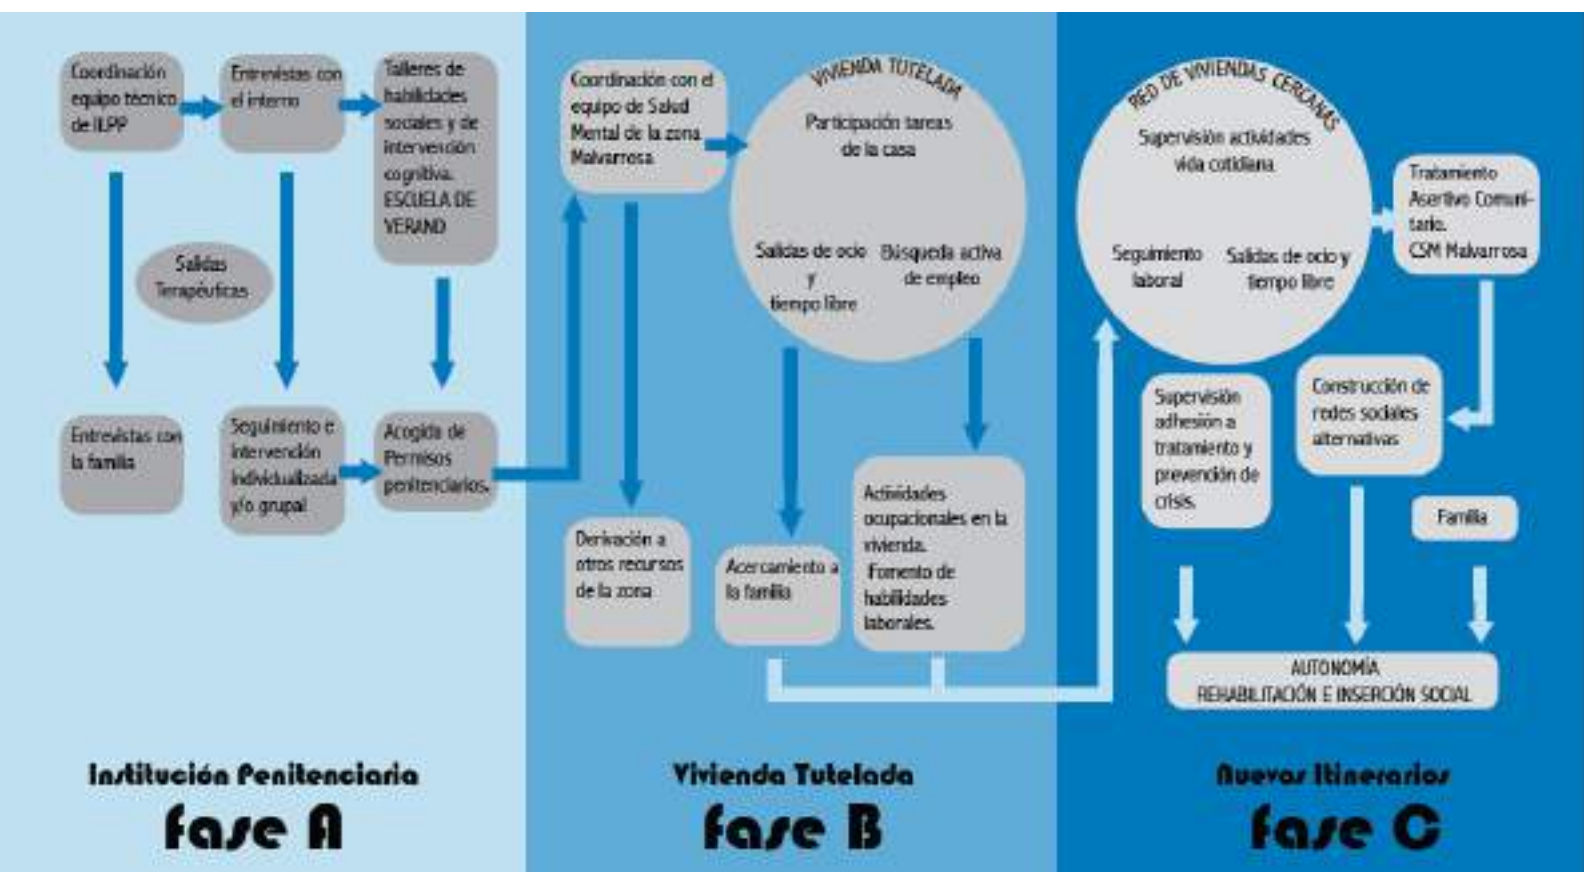 Coordinación
equipo técnico
de II.PP
Entrevistas con
el interno
Talleres de
habilidades
sociales y de
intervención
cognitiva.
ESCUELA DE
VERANO
Salidas
Terapéuticas
Entrevistas con
la familia
Seguimiento e
intervención
individualizada
y/o grupal
Acogida de
Permisos
penitenciarios.
Institución Penitenciaria
fase A
Coordinación con el
equipo de Salud
Mental de la zona
Malvarrosa
VIVIENDA TUTELADA
Participación tareas
de la casa
Salidas de ocio
y
tiempo libre
Búsqueda activa
de empleo
Derivación a
otros recursos
de la zona
Acercamiento a
la familia
Actividades
ocupacionales en la
vivienda.
Fomento de
habilidades
laborales.
Vivienda Tutelada
fase B
RED DE VIVIENDAS CERCANAS
Supervisión actividades
vida cotidiana
Seguimiento
laboral
Salidas de ocio y
tiempo libre
Tratamiento
Asertivo Comuni-
tario.
CSM Malvarrosa
Supervisión
adhesión a
tratamiento y
prevención de
crisis.
Construcción de
redes sociales
alternativas
Familia
AUTONOMÍA
REHABILITACIÓN E INSERCIÓN SOCIAL
Nuevos Itinerarios
fase C